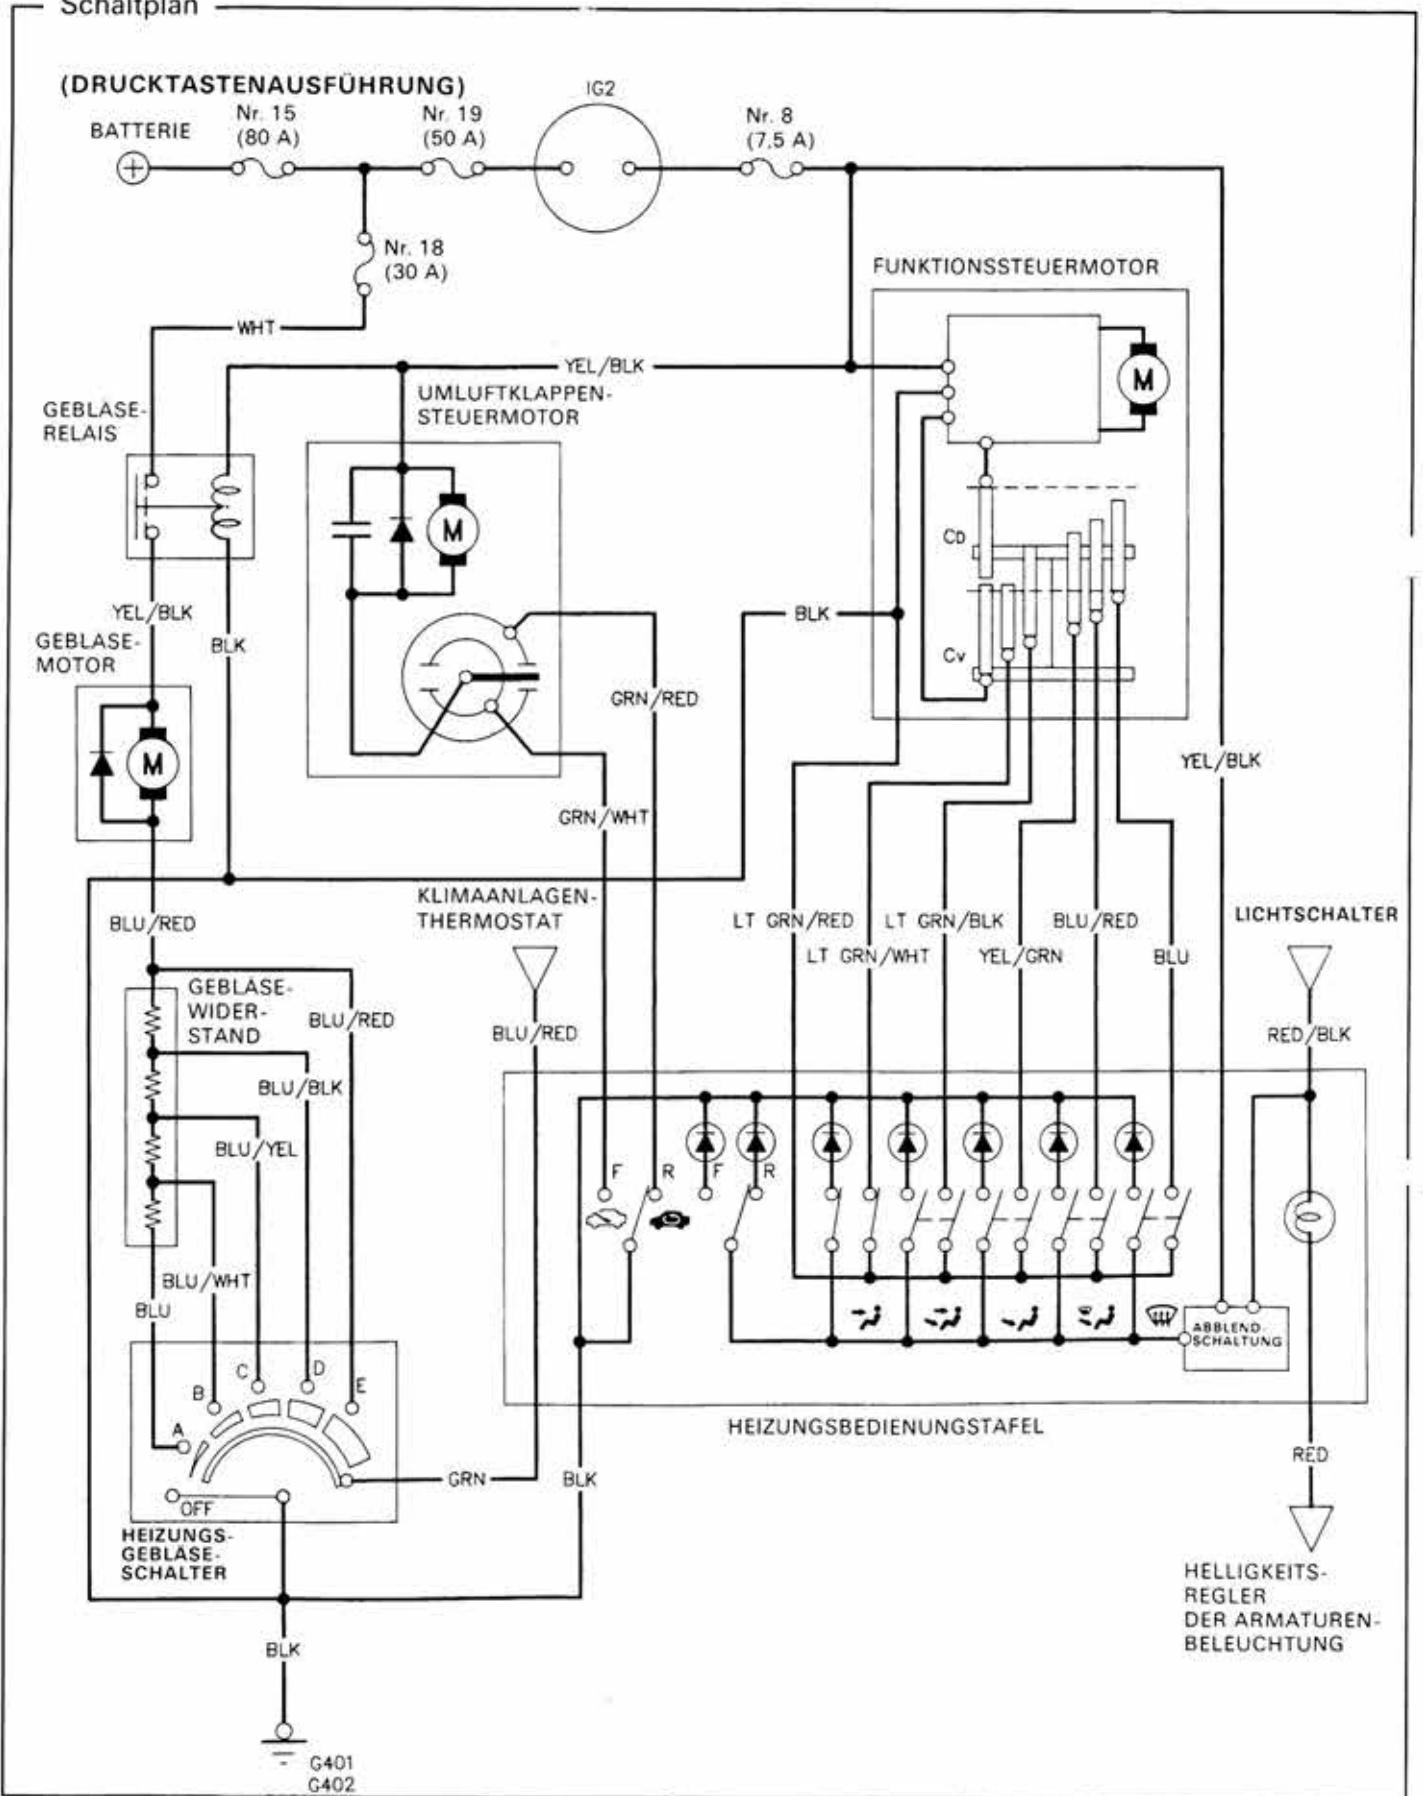 Schaltplan
(DRUCKTASTENAUSFÜHRUNG)
BATTERIE
Nr. 15
(80 A)
Nr. 19
(50 A)
IG2
Nr. 8
(7,5 A)
Nr. 18
(30 A)
FUNKTIONSSTEUERMOTOR
WHT
YEL/BLK
UMLUFTKLAPPEN-
STEUERMOTOR
GEBLÄSE-
RELAIS
M
M
CD
YEL/BLK
BLK
BLK
GEBLÄSE-
MOTOR
CV
GRN/RED
M
YEL/BLK
GRN/WHT
KLIMAANLAGEN-
THERMOSTAT
BLU/RED
LT GRN/RED
LT GRN/BLK
BLU/RED
LICHTSCHALTER
LT GRN/WHT
YEL/GRN
BLU
GEBLÄSE-
WIDER-
STAND
BLU/RED
BLU/RED
RED/BLK
BLU/BLK
BLU/YEL
F
R
F
R
BLU/WHT
BLU
ABBLEND-
SCHALTUNG
A
B
C
D
E
HEIZUNGSBEDIENUNGSTAFEL
GRN
BLK
RED
OFF
HEIZUNGS-
GEBLÄSE-
SCHALTER
HELLIGKEITS-
REGLER
DER ARMATUREN-
BELEUCHTUNG
BLK
G401
G402